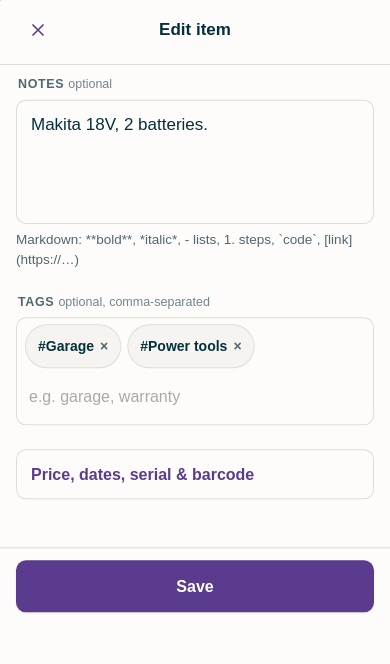 Edit item
NOTES optional
Makita 18V, 2 batteries.
Markdown: **bold**, *italic*, - lists, 1. steps, `code`, [link]
(https://…)
TAGS optional, comma-separated
#Garage × #Power tools ×
e.g. garage, warranty
Price, dates, serial & barcode
Save